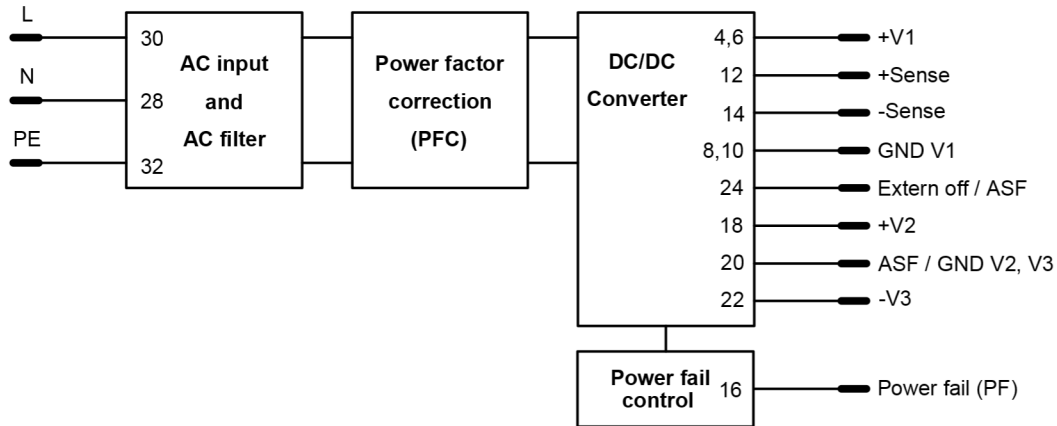 L
30
N
28
PE
32
AC input
and
AC filter
Power factor
correction
(PFC)
DC/DC
Converter
4,6
+V1
12
+Sense
14
-Sense
8,10
GND V1
24
Extern off / ASF
18
+V2
20
ASF / GND V2, V3
22
-V3
Power fail
control
16
Power fail (PF)